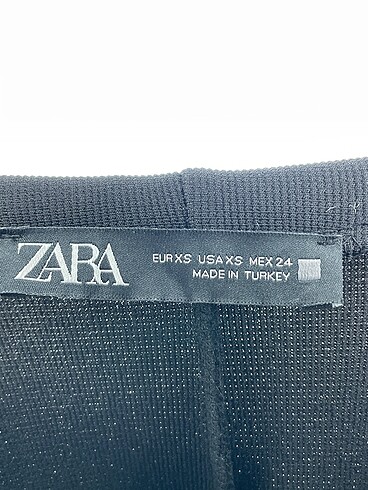 ZARA
EUR XS USA XS MEX 24
MADE IN TURKEY